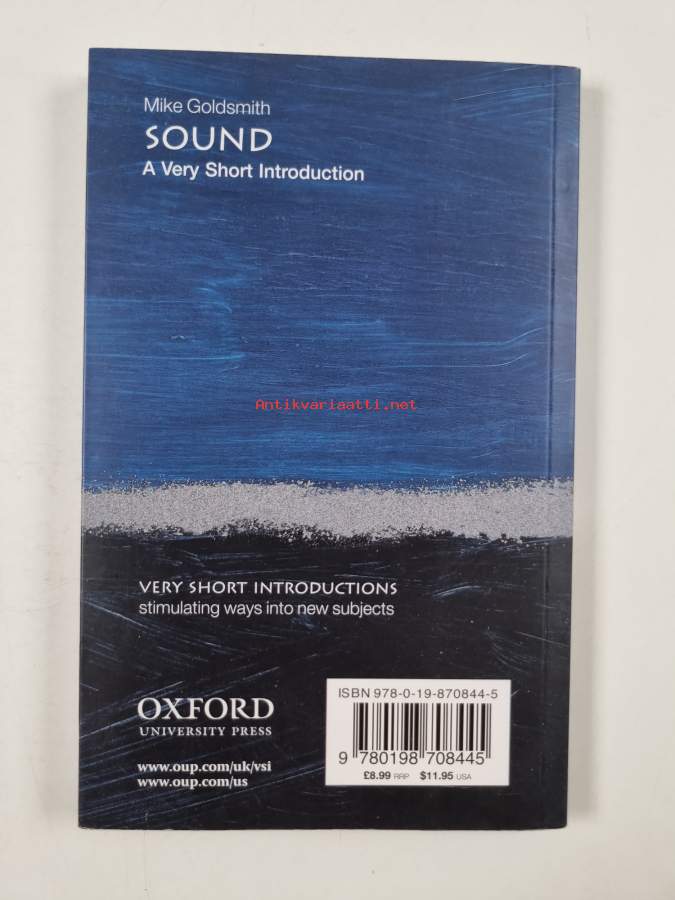 Mike Goldsmith
SOUND
A Very Short Introduction
Antikvariaatti.net
VERY SHORT INTRODUCTIONS
stimulating ways into new subjects
OXFORD
UNIVERSITY PRESS
www.oup.com/uk/vsi
www.oup.com/us
ISBN 978-0-19-870844-5
9 780198 708445
£8.99 RRP $11.95 USA